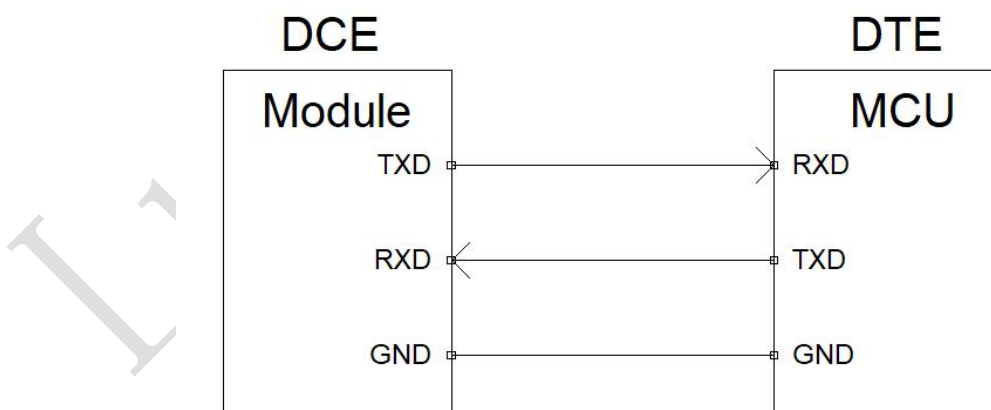 DCE DTE
Module MCU
TXD RXD
RXD TXD
GND GND